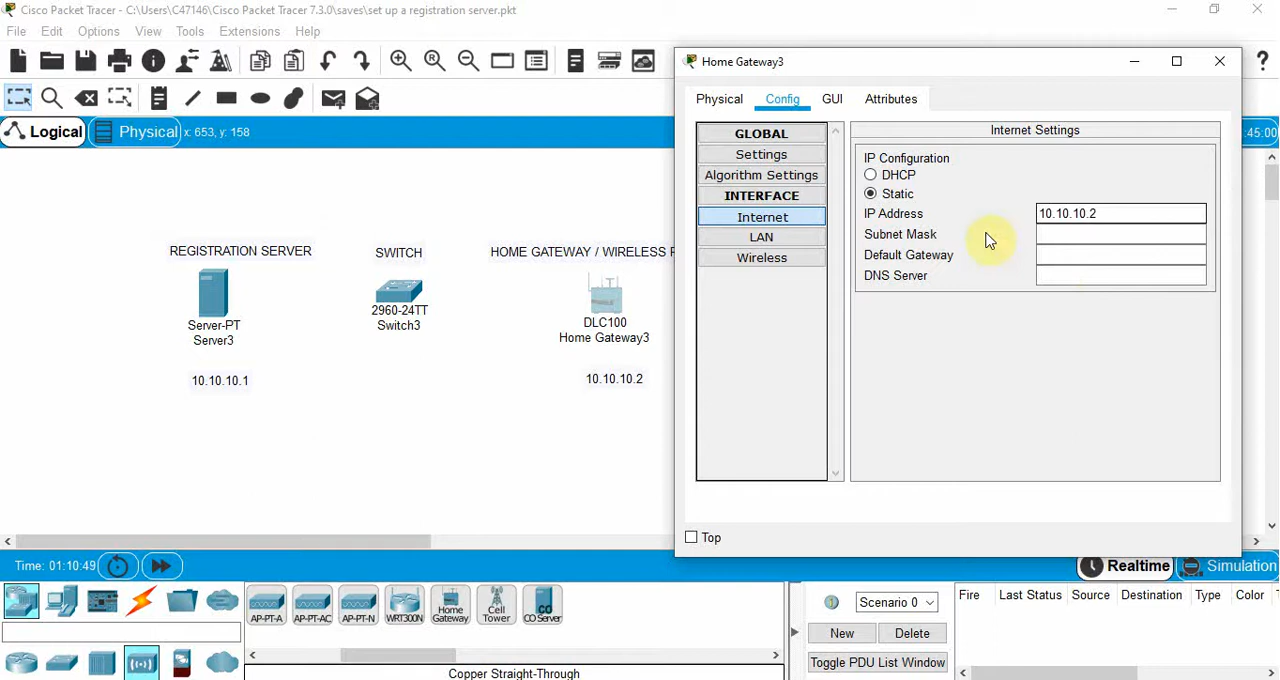 Cisco Packet Tracer - C:\Users\C47146\Cisco Packet Tracer 7.3.0\saves\set up a registration server.pkt
File Edit Options View Tools Extensions Help
Logical
Physical
x: 653, y: 158
:45:00
REGISTRATION SERVER
SWITCH
HOME GATEWAY / WIRELESS
Server-PT
Server3
2960-24TT
Switch3
DLC100
Home Gateway3
10.10.10.1
10.10.10.2
Home Gateway3
Physical Config GUI Attributes
GLOBAL
Settings
Algorithm Settings
INTERFACE
Internet
LAN
Wireless
Internet Settings
IP Configuration
DHCP
Static
IP Address 10.10.10.2
Subnet Mask
Default Gateway
DNS Server
Top
Time: 01:10:49
Realtime
Simulation
AP-PT-A
AP-PT-AC
AP-PT-N
WRT300N
Home
Gateway
Cell
Tower
CO
CO Server
Copper Straight-Through
Scenario 0
New
Delete
Toggle PDU List Window
Fire Last Status Source Destination Type Color